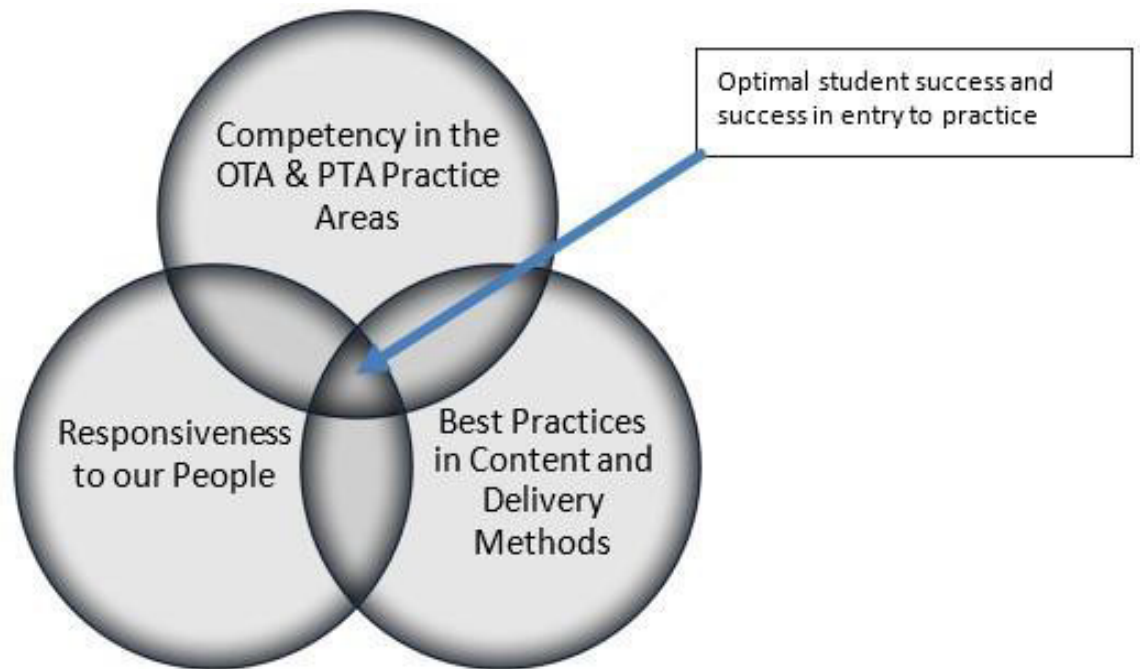 Optimal student success and
success in entry to practice
Competency in the
OTA & PTA Practice
Areas
Responsiveness
to our People
Best Practices
in Content and
Delivery
Methods